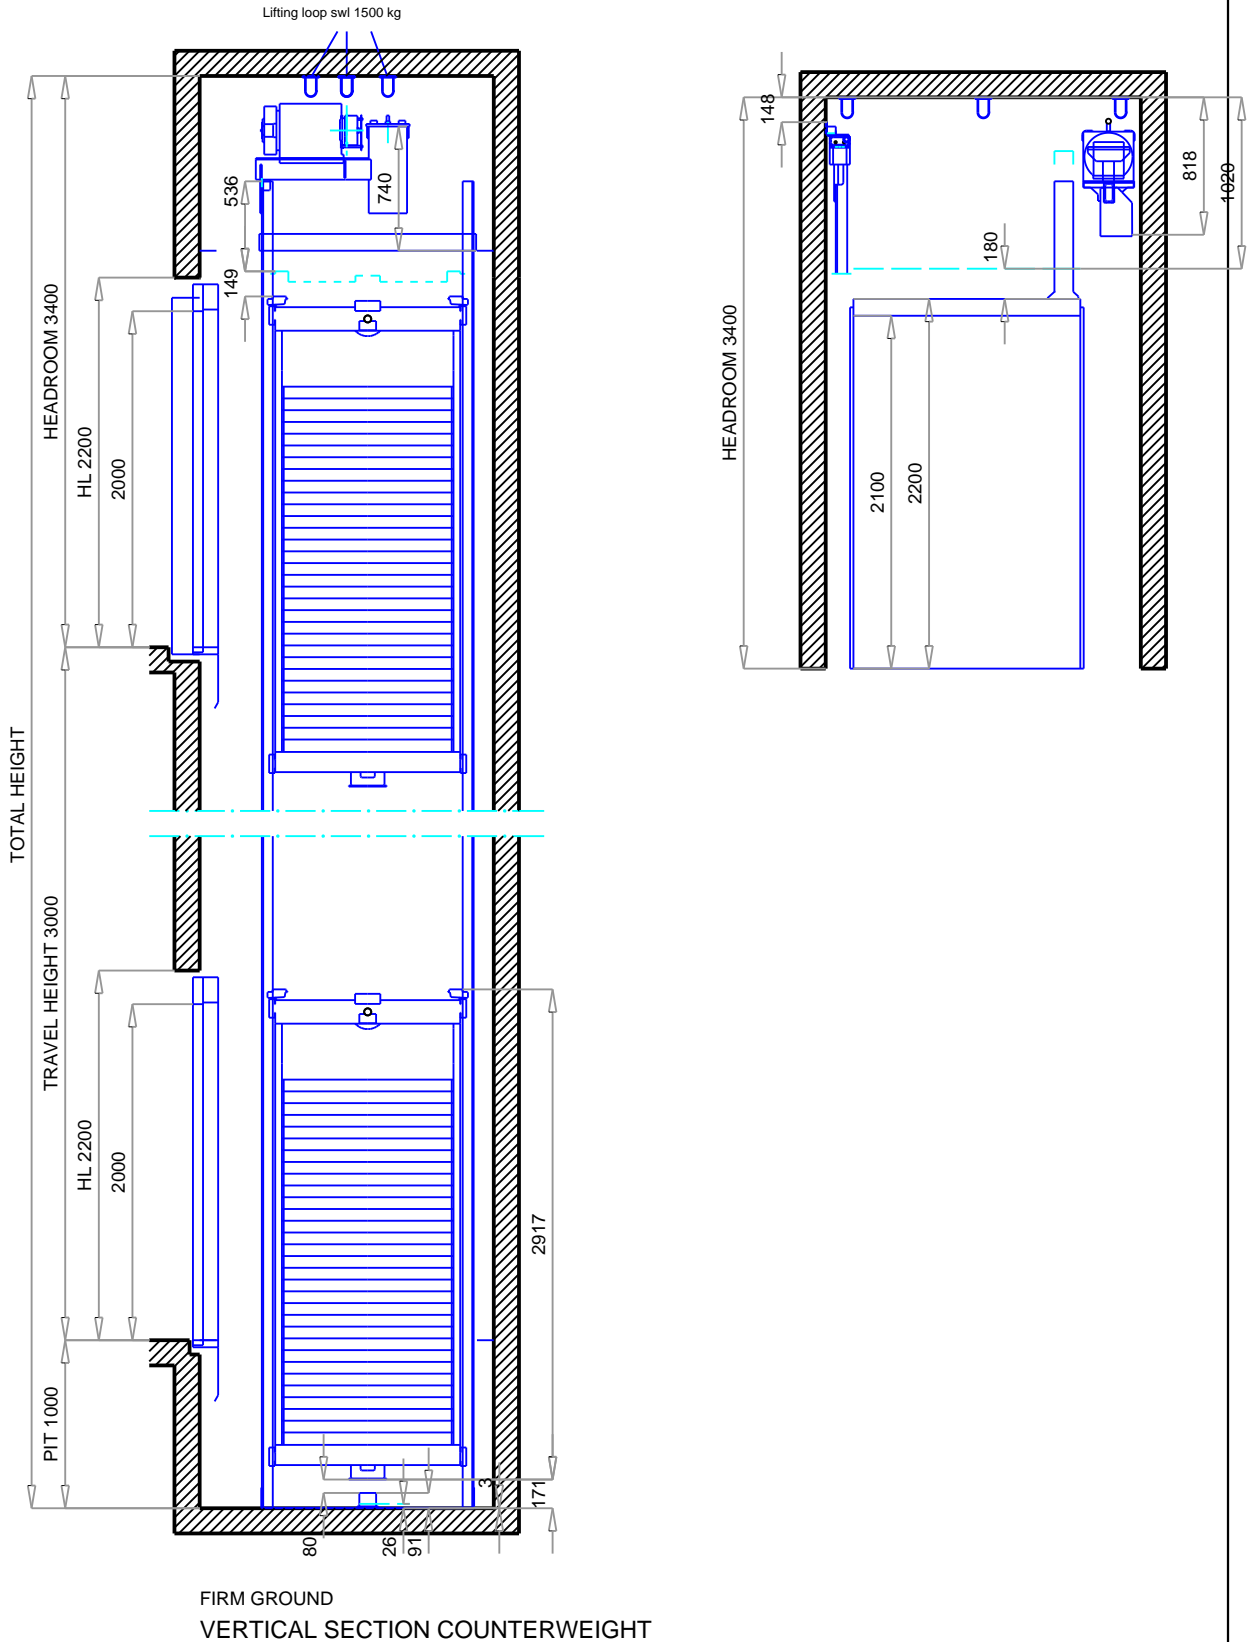 Lifting loop swl 1500 kg
148
536
740
818
1020
180
149
HEADROOM 3400
HL 2200
2000
HEADROOM 3400
2100
2200
TOTAL HEIGHT
TRAVEL HEIGHT 3000
HL 2200
2000
2917
PIT 1000
3
171
80
26
91
FIRM GROUND
VERTICAL SECTION COUNTERWEIGHT